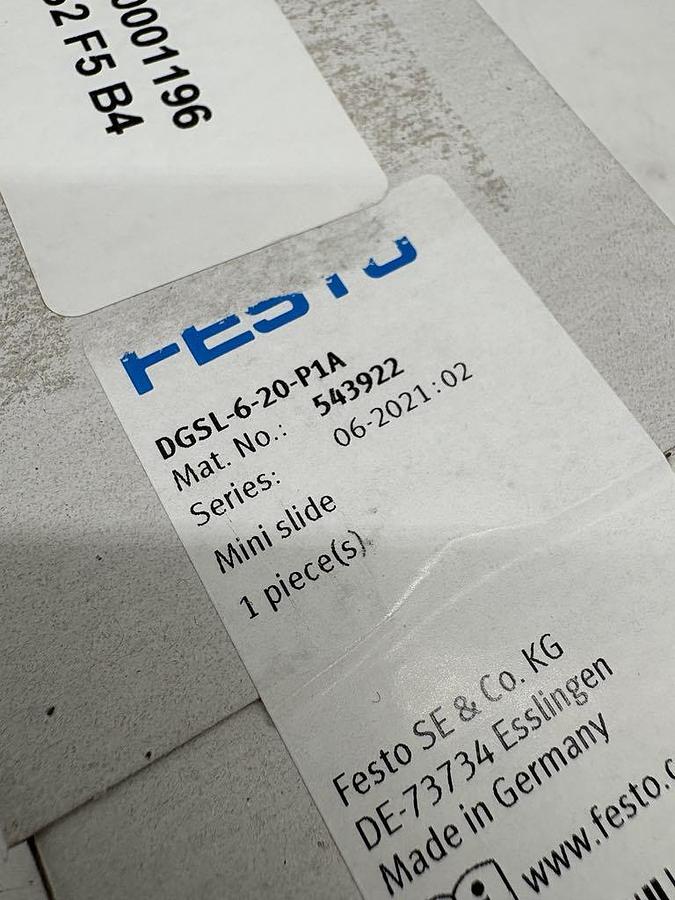 0001196
2 F5 B4
FESTO
DGSL-6-20-P1A
Mat. No.: 543922
Series: 06-2021:02
Mini slide
1 piece(s)
Festo SE & Co. KG
DE-73734 Esslingen
Made in Germany
www.festo.c